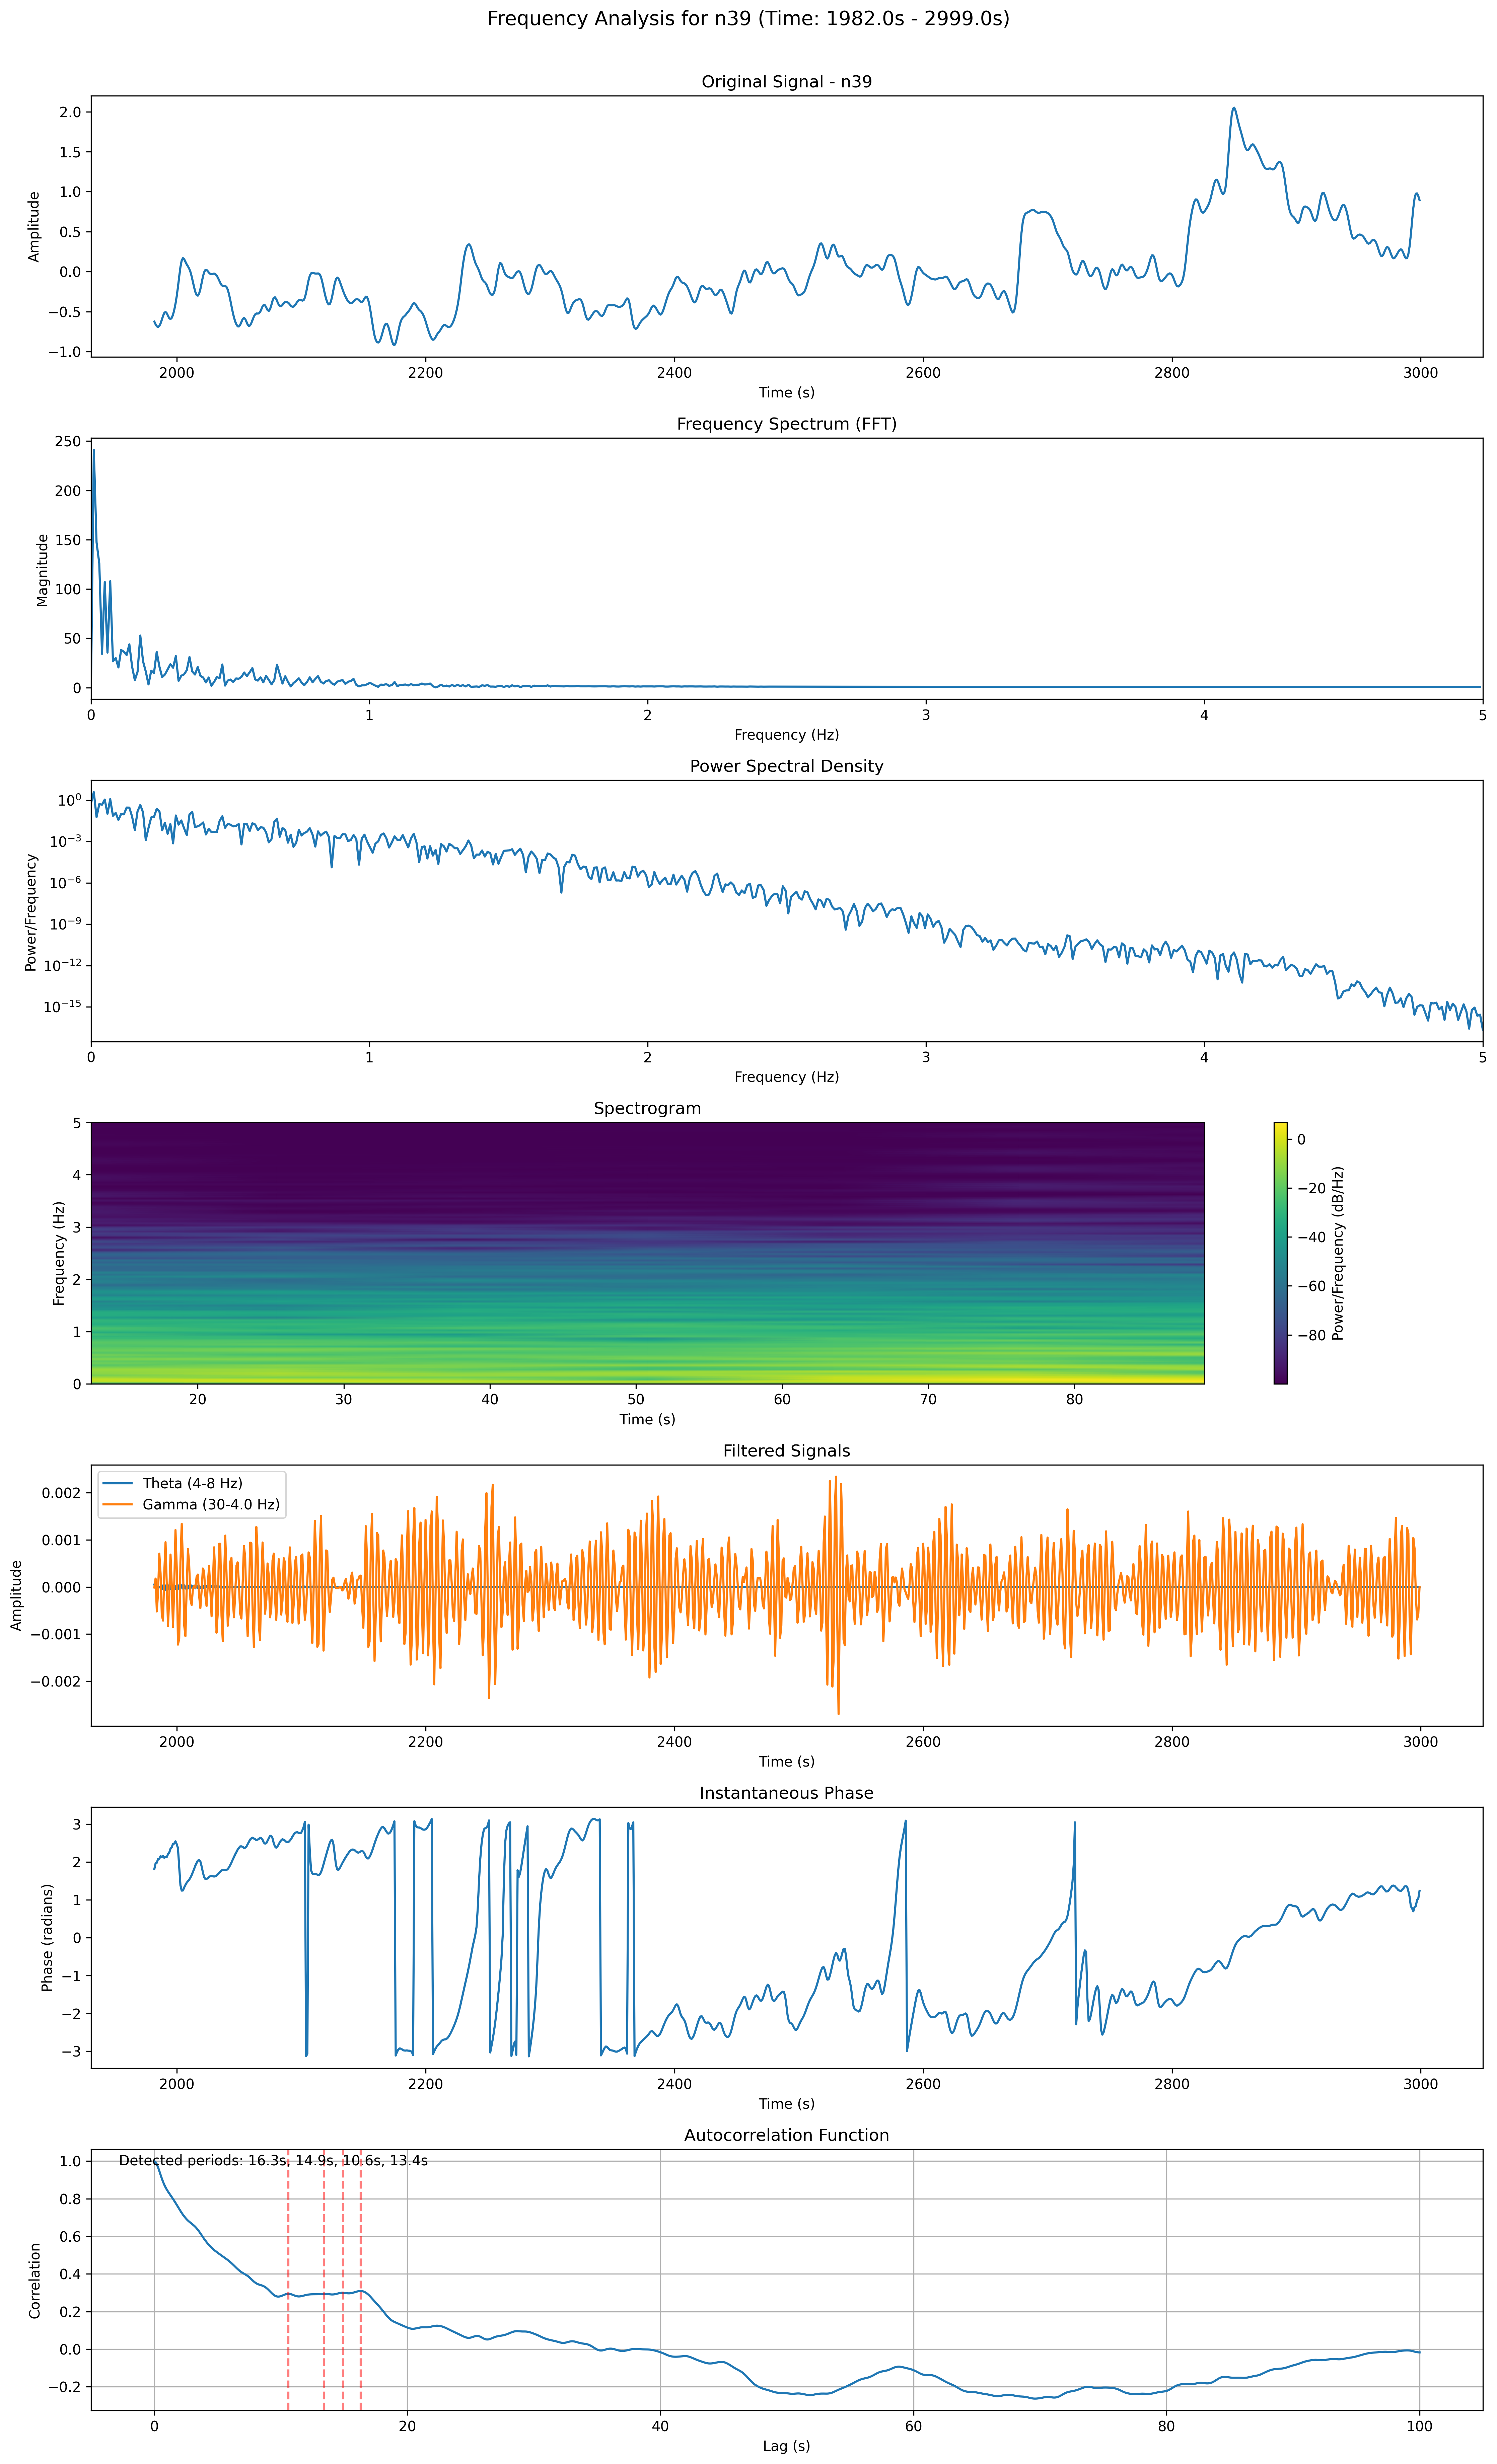 Frequency Analysis for n39 (Time: 1982.0s - 2999.0s)
Original Signal - n39
Amplitude
2.0
1.5
1.0
0.5
0.0
−0.5
−1.0
2000 2200 2400 2600 2800 3000
Time (s)
Frequency Spectrum (FFT)
Magnitude
250
200
150
100
50
0
0 1 2 3 4 5
Frequency (Hz)
Power Spectral Density
Power/Frequency
10⁰
10⁻³
10⁻⁶
10⁻⁹
10⁻¹²
10⁻¹⁵
0 1 2 3 4 5
Frequency (Hz)
Spectrogram
Frequency (Hz)
5
4
3
2
1
0
20 30 40 50 60 70 80
Time (s)
0
−20
−40
−60
−80
Power/Frequency (dB/Hz)
Filtered Signals
Amplitude
0.002
0.001
0.000
−0.001
−0.002
Theta (4-8 Hz)
Gamma (30-4.0 Hz)
2000 2200 2400 2600 2800 3000
Time (s)
Instantaneous Phase
Phase (radians)
3
2
1
0
−1
−2
−3
2000 2200 2400 2600 2800 3000
Time (s)
Autocorrelation Function
Correlation
1.0
0.8
0.6
0.4
0.2
0.0
−0.2
Detected periods: 16.3s, 14.9s, 10.6s, 13.4s
0 20 40 60 80 100
Lag (s)